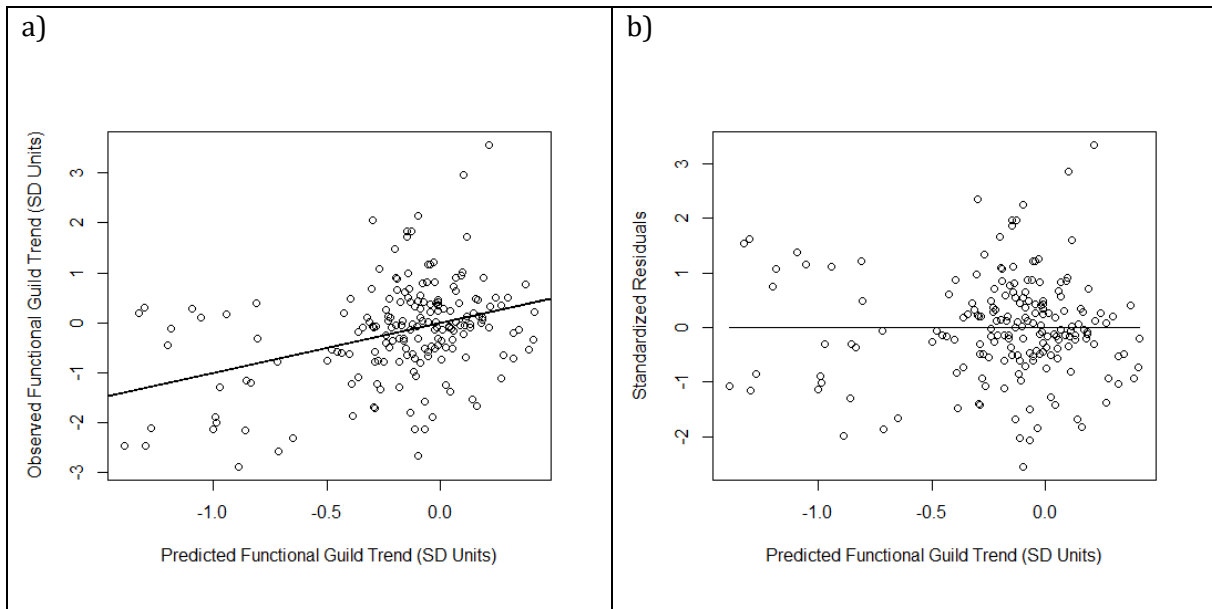 a)
Observed Functional Guild Trend (SD Units)
3
2
1
0
-1
-2
-3
-1.0 -0.5 0.0
Predicted Functional Guild Trend (SD Units)
b)
Standardized Residuals
3
2
1
0
-1
-2
-1.0 -0.5 0.0
Predicted Functional Guild Trend (SD Units)